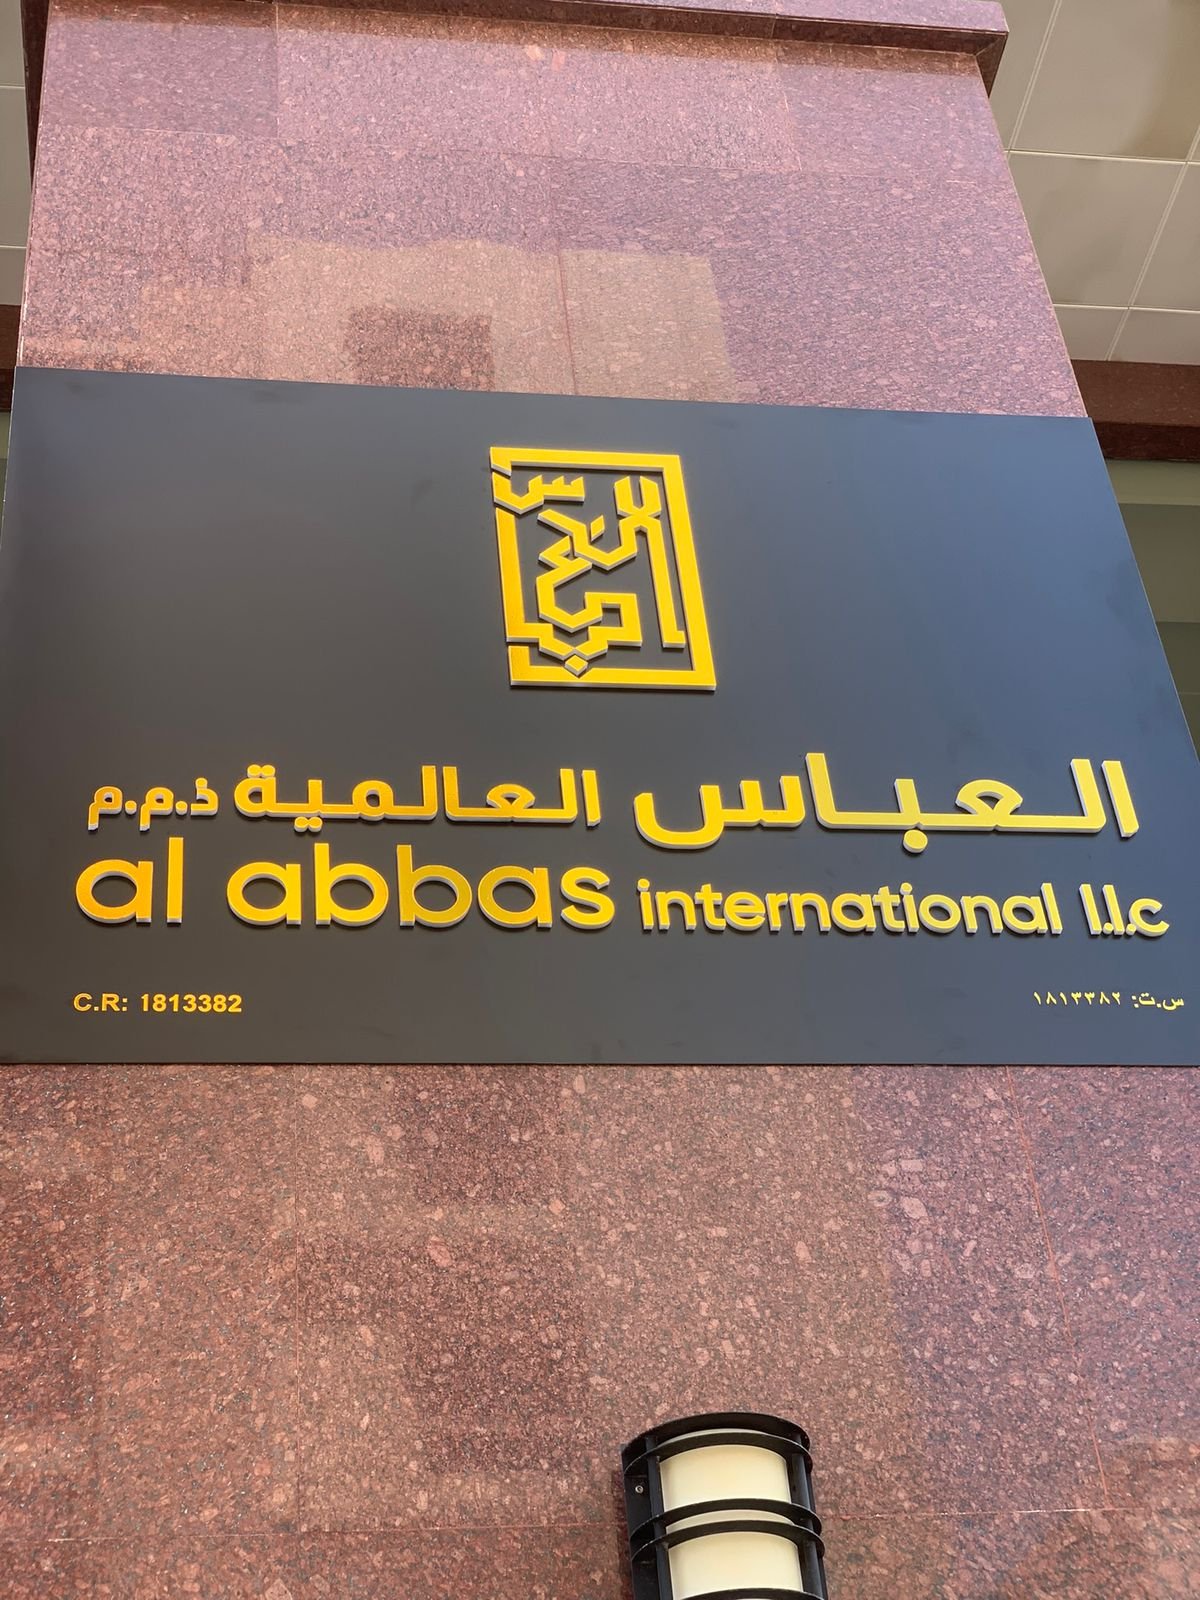 العباس العالمية ذ.م.م
al abbas international l.l.c
C.R: 1813382
س.ت: ١٨١٣٣٨٢